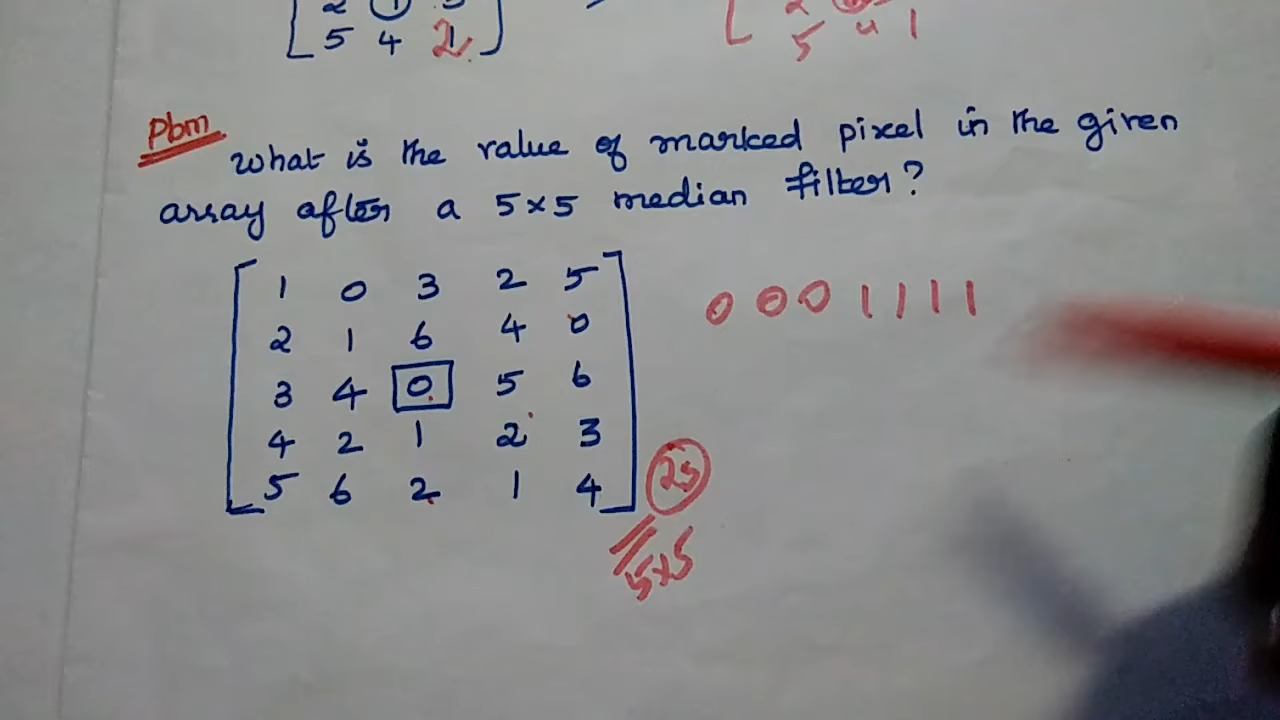 5 4 2
5 4 1
Pbm
What is the value of marked pixel in the given
array after a 5×5 median filter?
1 0 3 2 5
0 0 0 1 1 1 1
2 1 6 4 0
3 4 0 5 6
4 2 1 2 3
5 6 2 1 4
25
5×5